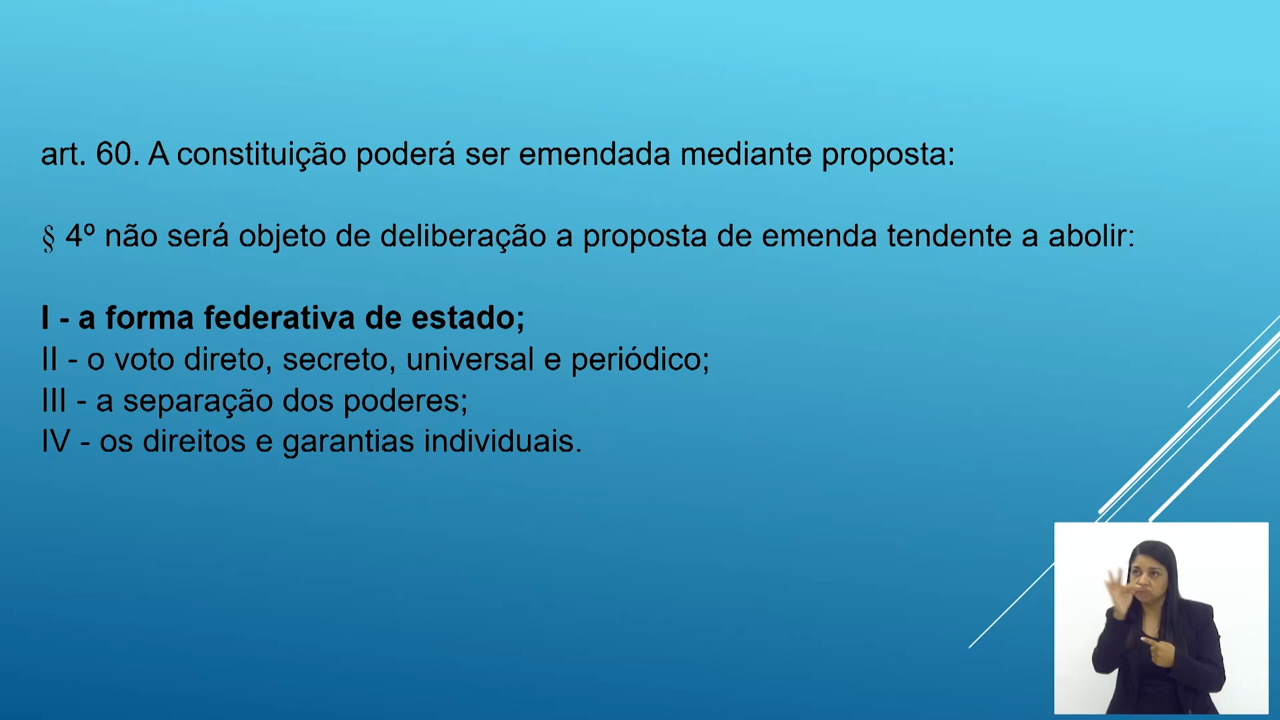 art. 60. A constituição poderá ser emendada mediante proposta:
§ 4º não será objeto de deliberação a proposta de emenda tendente a abolir:
I - a forma federativa de estado;
II - o voto direto, secreto, universal e periódico;
III - a separação dos poderes;
IV - os direitos e garantias individuais.